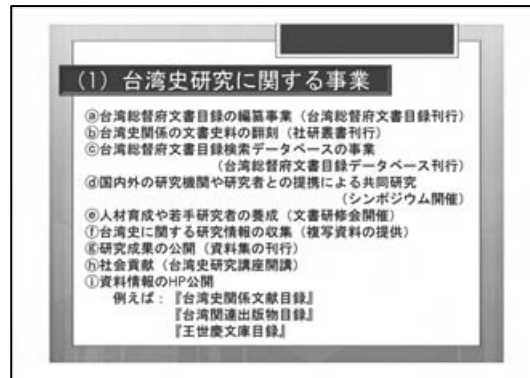 (1) 台湾史研究に関する事業
ⓐ台湾総督府文書目録の編纂事業（台湾総督府文書目録刊行）
ⓑ台湾史関係の文書史料の翻刻（社研叢書刊行）
ⓒ台湾総督府文書目録検索データベースの事業
（台湾総督府文書目録データベース刊行）
ⓓ国内外の研究機関や研究者との提携による共同研究
（シンポジウム開催）
ⓔ人材育成や若手研究者の養成（文書研修会開催）
ⓕ台湾史に関する研究情報の収集（複写資料の提供）
ⓖ研究成果の公開（資料集の刊行）
ⓗ社会貢献（台湾史研究講座開講）
ⓘ資料情報のHP公開
例えば：『台湾史関係文献目録』
『台湾関連出版物目録』
『王世慶文庫目録』